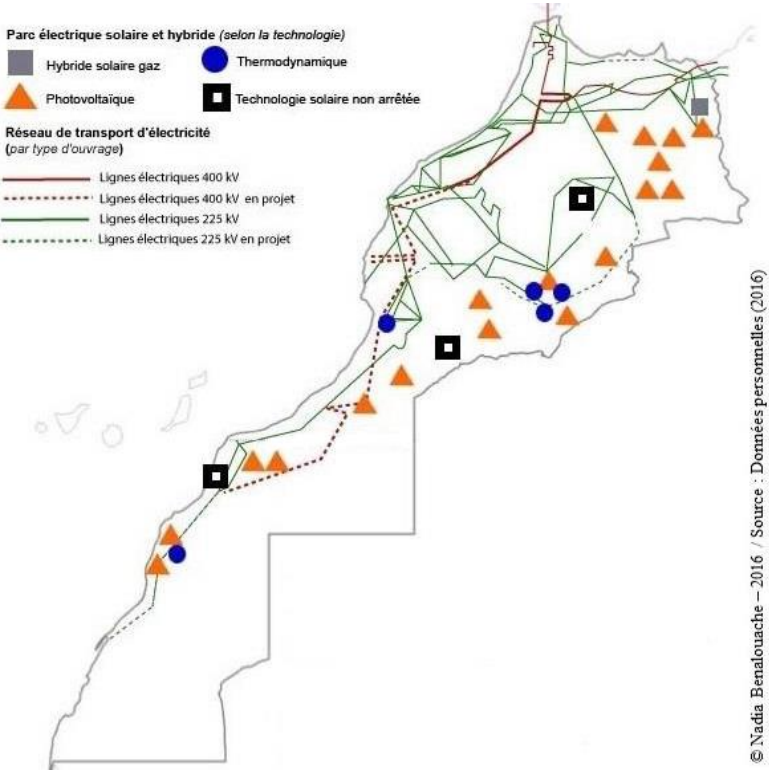 Parc électrique solaire et hybride (selon la technologie)
Hybride solaire gaz
Thermodynamique
Photovoltaïque
Technologie solaire non arrêtée
Réseau de transport d'électricité
(par type d'ouvrage)
Lignes électriques 400 kV
Lignes électriques 400 kV en projet
Lignes électriques 225 kV
Lignes électriques 225 kV en projet
© Nadia Benalouache – 2016 / Source : Données personnelles (2016)